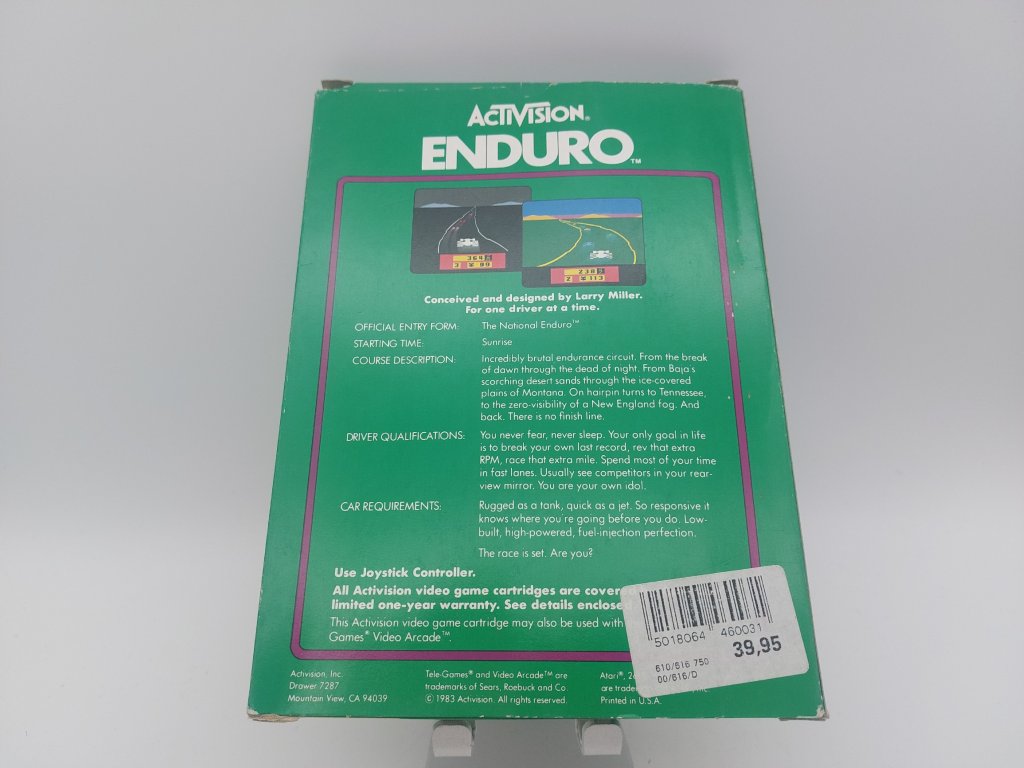 ACTIVISION®
ENDURO™
364
3 99
238
2 113
Conceived and designed by Larry Miller.
For one driver at a time.
OFFICIAL ENTRY FORM: The National Enduro™
STARTING TIME: Sunrise
COURSE DESCRIPTION: Incredibly brutal endurance circuit. From the break
of dawn through the dead of night. From Baja's
scorching desert sands through the ice-covered
plains of Montana. On hairpin turns to Tennessee,
to the zero-visibility of a New England fog. And
back. There is no finish line.
DRIVER QUALIFICATIONS: You never fear, never sleep. Your only goal in life
is to break your own last record, rev that extra
RPM, race that extra mile. Spend most of your time
in fast lanes. Usually see competitors in your rear-
view mirror. You are your own idol.
CAR REQUIREMENTS: Rugged as a tank, quick as a jet. So responsive it
knows where you're going before you do. Low-
built, high-powered, fuel-injection perfection.
The race is set. Are you?
Use Joystick Controller.
All Activision video game cartridges are covered
limited one-year warranty. See details enclosed
This Activision video game cartridge may also be used with
Games® Video Arcade™.
5018064 460031
39,95
610/616 750
00/616/D
Activision, Inc.
Drawer 7287
Mountain View, CA 94039
Tele-Games® and Video Arcade™ are
trademarks of Sears, Roebuck and Co
© 1983 Activision. All rights reserved.
Atari®,
are
Printed in U.S.A.